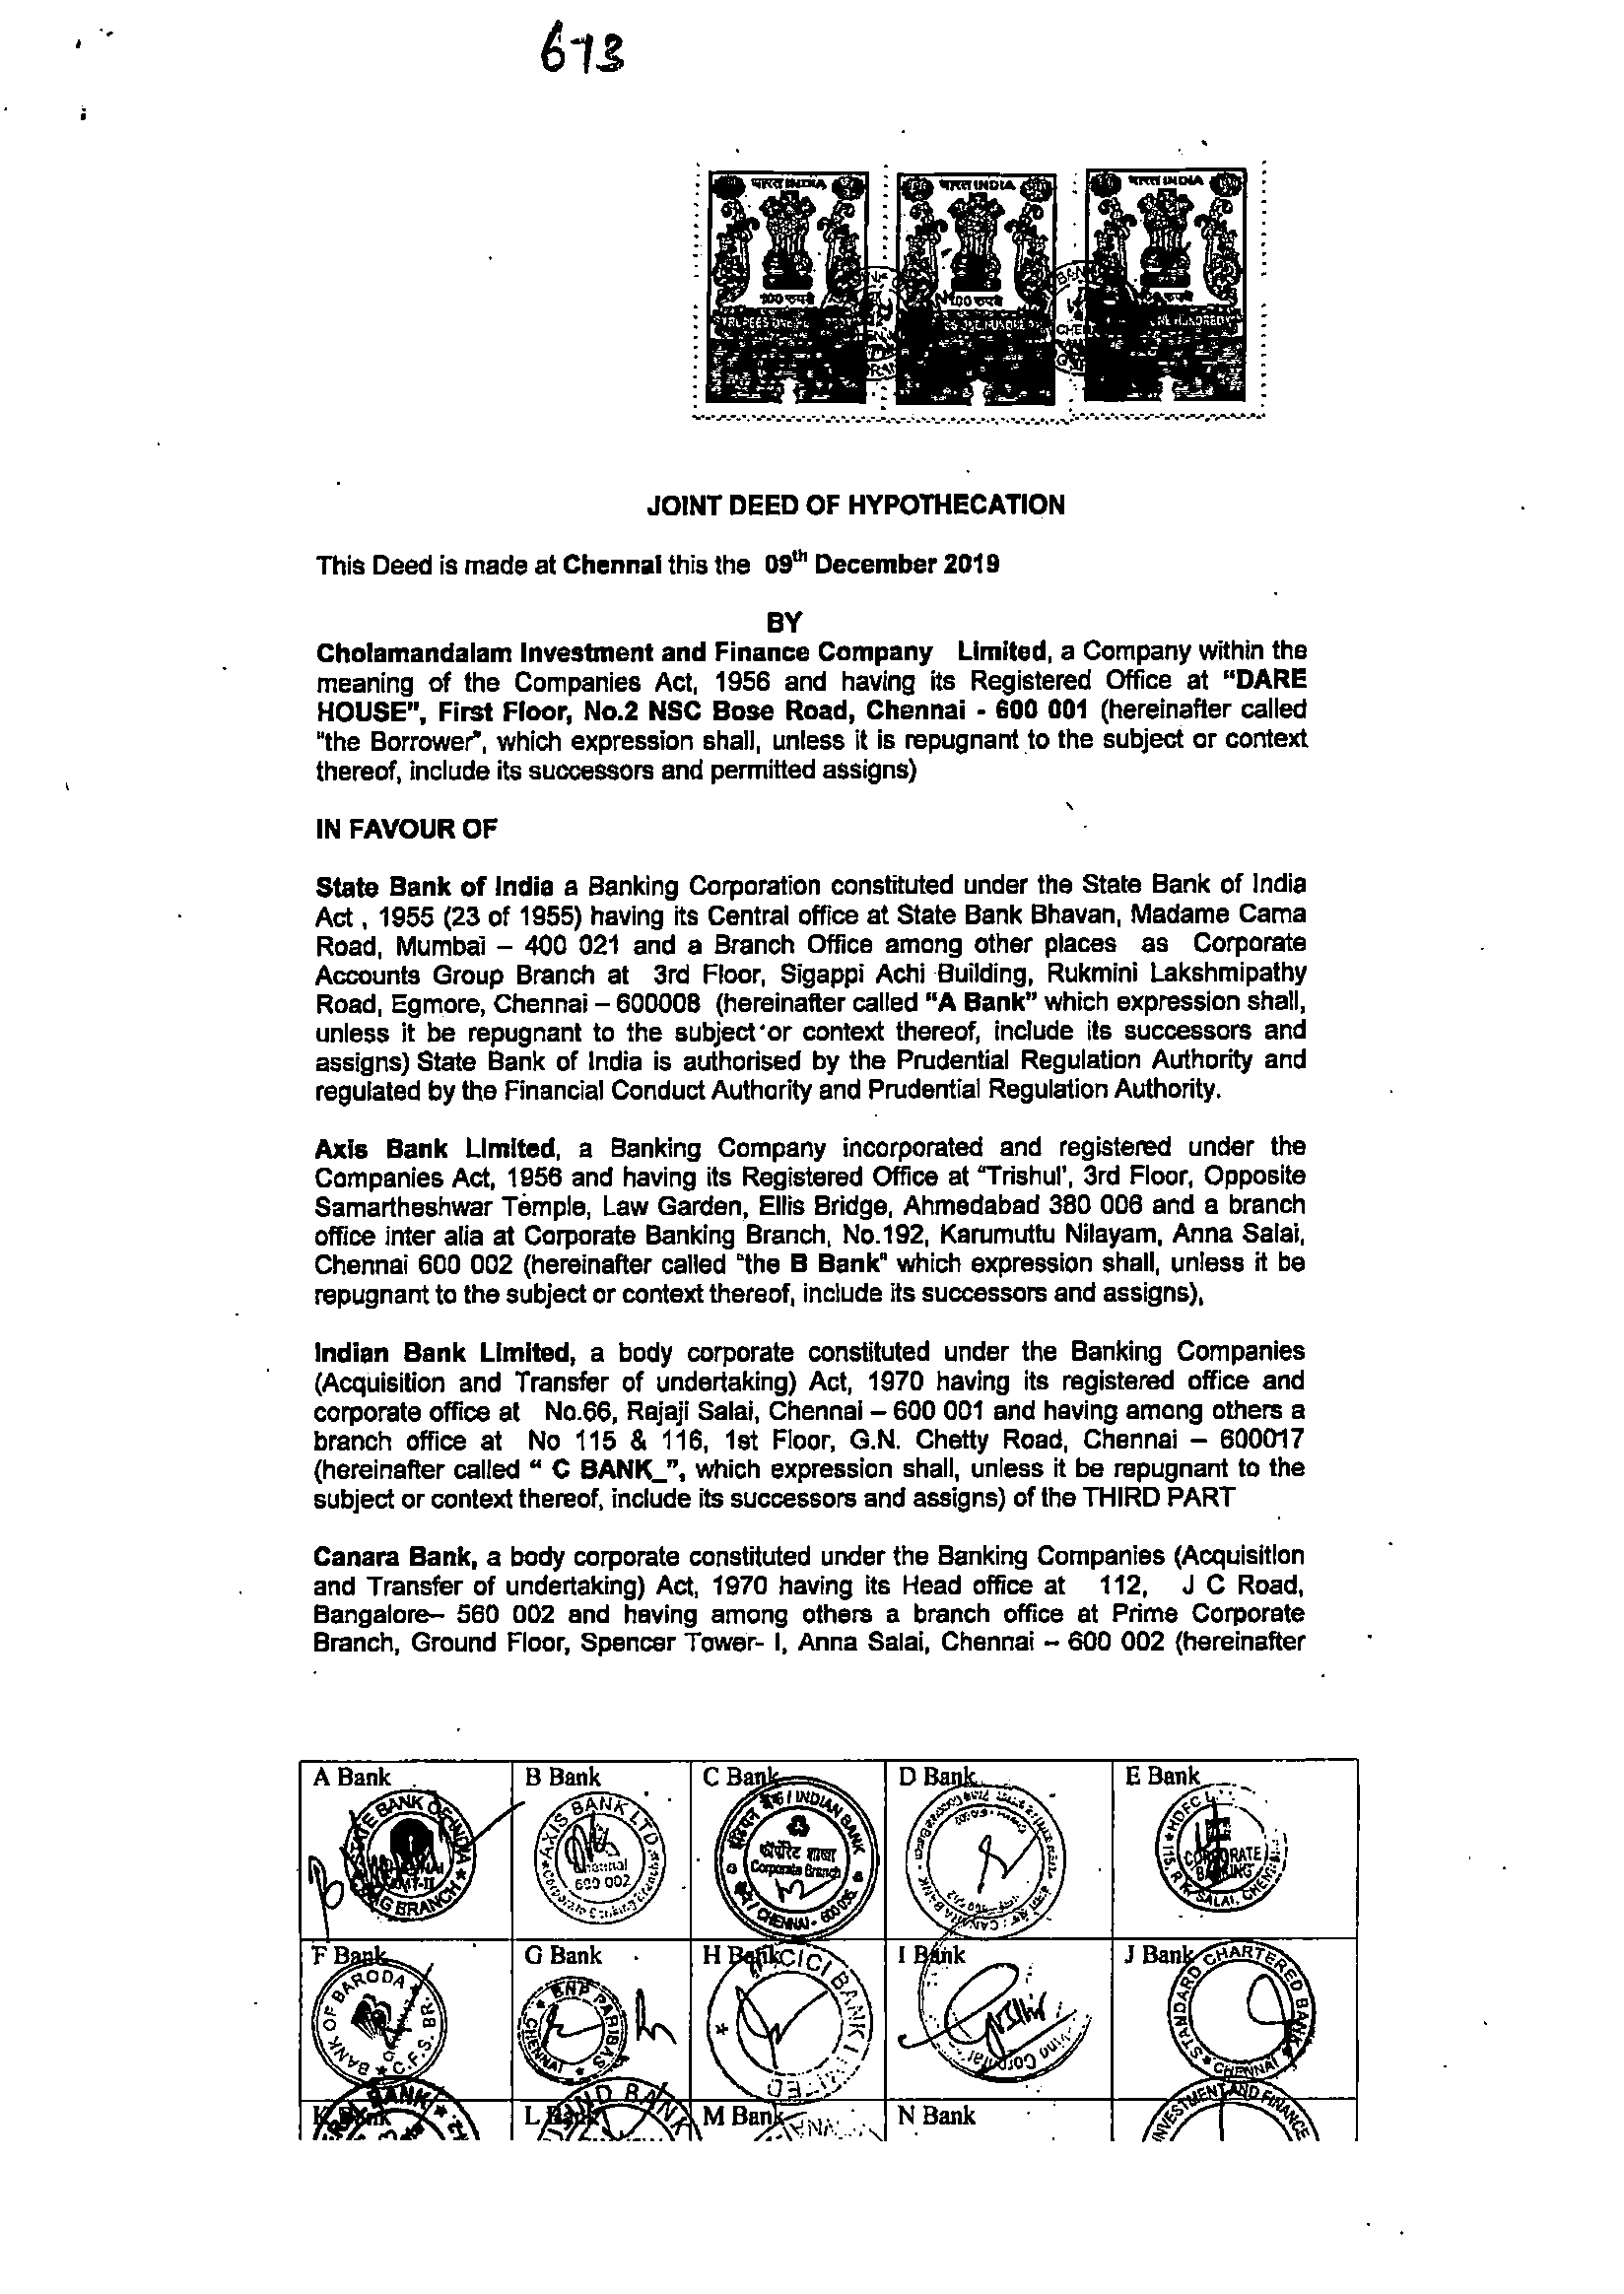 673
भारत INDIA
भारत INDIA
भारत INDIA
100 रुपये
100 रुपये
रुपये
JOINT DEED OF HYPOTHECATION
This Deed is made at Chennai this the 09th December 2019
BY
Cholamandalam Investment and Finance Company Limited, a Company within the
meaning of the Companies Act, 1956 and having its Registered Office at “DARE
HOUSE”, First Floor, No.2 NSC Bose Road, Chennai - 600 001 (hereinafter called
"the Borrower", which expression shall, unless it is repugnant to the subject or context
thereof, include its successors and permitted assigns)
IN FAVOUR OF
State Bank of India a Banking Corporation constituted under the State Bank of India
Act , 1955 (23 of 1955) having its Central office at State Bank Bhavan, Madame Cama
Road, Mumbai – 400 021 and a Branch Office among other places as Corporate
Accounts Group Branch at 3rd Floor, Sigappi Achi Building, Rukmini Lakshmipathy
Road, Egmore, Chennai – 600008 (hereinafter called “A Bank” which expression shall,
unless it be repugnant to the subject or context thereof, include its successors and
assigns) State Bank of India is authorised by the Prudential Regulation Authority and
regulated by the Financial Conduct Authority and Prudential Regulation Authority.
Axis Bank Limited, a Banking Company incorporated and registered under the
Companies Act, 1956 and having its Registered Office at ‘Trishul’, 3rd Floor, Opposite
Samartheshwar Temple, Law Garden, Ellis Bridge, Ahmedabad 380 006 and a branch
office inter alia at Corporate Banking Branch, No.192, Karumuttu Nilayam, Anna Salai,
Chennai 600 002 (hereinafter called "the B Bank" which expression shall, unless it be
repugnant to the subject or context thereof, include its successors and assigns),
Indian Bank Limited, a body corporate constituted under the Banking Companies
(Acquisition and Transfer of undertaking) Act, 1970 having its registered office and
corporate office at No.66, Rajaji Salai, Chennai – 600 001 and having among others a
branch office at No 115 & 116, 1st Floor, G.N. Chetty Road, Chennai – 600017
(hereinafter called “ C BANK_”, which expression shall, unless it be repugnant to the
subject or context thereof, include its successors and assigns) of the THIRD PART
Canara Bank, a body corporate constituted under the Banking Companies (Acquisition
and Transfer of undertaking) Act, 1970 having its Head office at 112, J C Road,
Bangalore– 560 002 and having among others a branch office at Prime Corporate
Branch, Ground Floor, Spencer Tower- I, Anna Salai, Chennai – 600 002 (hereinafter
A Bank B Bank C Bank D Bank E Bank
STATE BANK OF INDIA
BRANCH
AXIS BANK LTD
Chennai
600 002
इंडियन बैंक / INDIAN BANK
कॉर्पोरेट शाखा
Corporate Branch
CHENNAI - 600
CANARA BANK
HDFC
CORPORATE
BANKING
115, R.K. SALAI, CHENNAI
F Bank G Bank H Bank I Bank J Bank
BANK OF BARODA
C.F.S. BR.
BNP PARIBAS
CHENNAI
ICICI BANK LIMITED
STANDARD CHARTERED BANK
CHENNAI
K Bank L Bank M Bank N Bank
BANK
BANK
INVESTMENT AND FINANCE